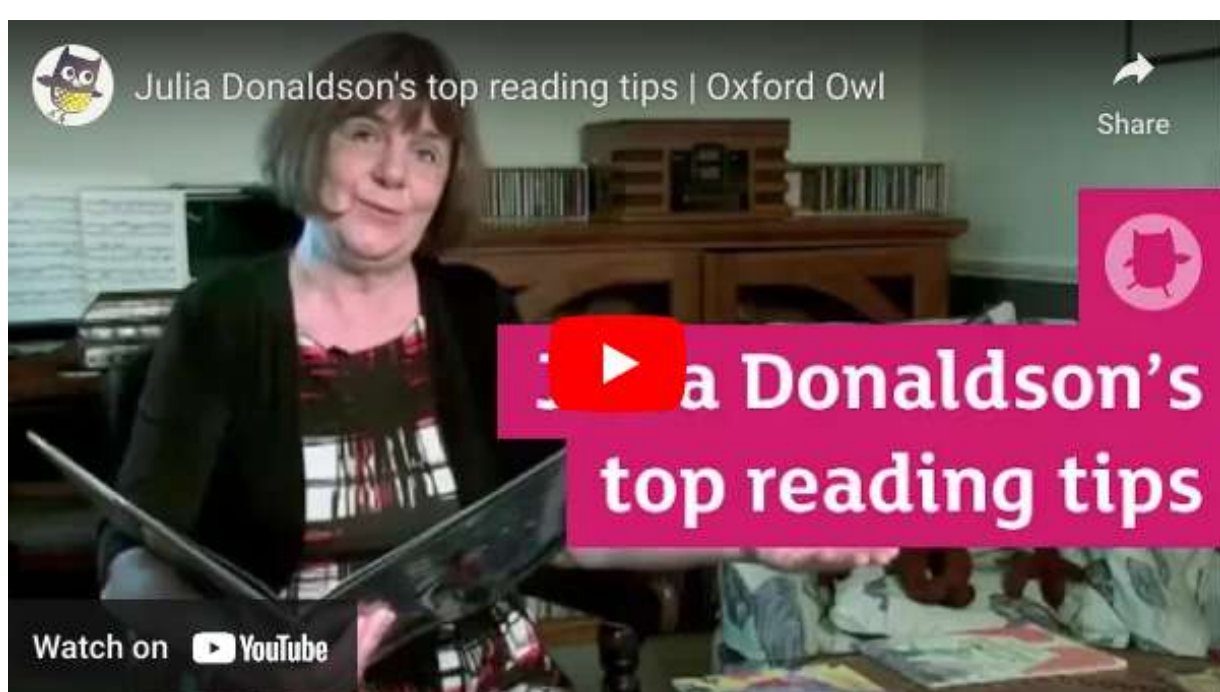 Julia Donaldson's top reading tips | Oxford Owl
Share
a Donaldson's
top reading tips
Watch on YouTube